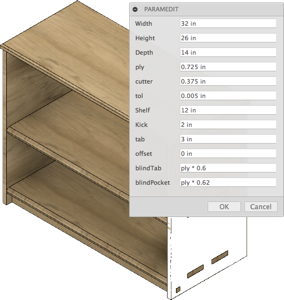 PARAMEDIT
Width 32 in
Height 26 in
Depth 14 in
ply 0.725 in
cutter 0.375 in
tol 0.005 in
Shelf 12 in
Kick 2 in
tab 3 in
offset 0 in
blindTab ply * 0.6
blindPocket ply * 0.62
OK Cancel